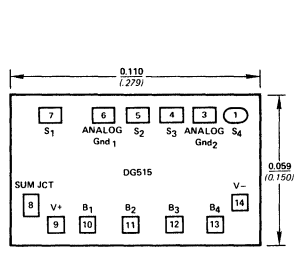 0.110
(.279)
7 6 5 4 3 1
S1 ANALOG Gnd 1 S2 S3 ANALOG Gnd2 S4
DG515
0.059
(0.150)
SUM JCT V+ B1 B2 B3 B4 V−
8 9 10 11 12 13 14